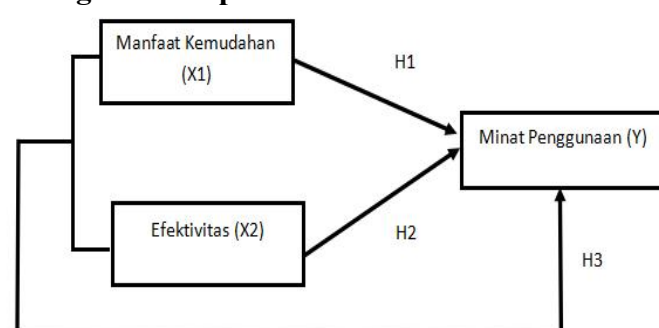 Manfaat Kemudahan
(X1)
H1
Minat Penggunaan (Y)
Efektivitas (X2)
H2
H3